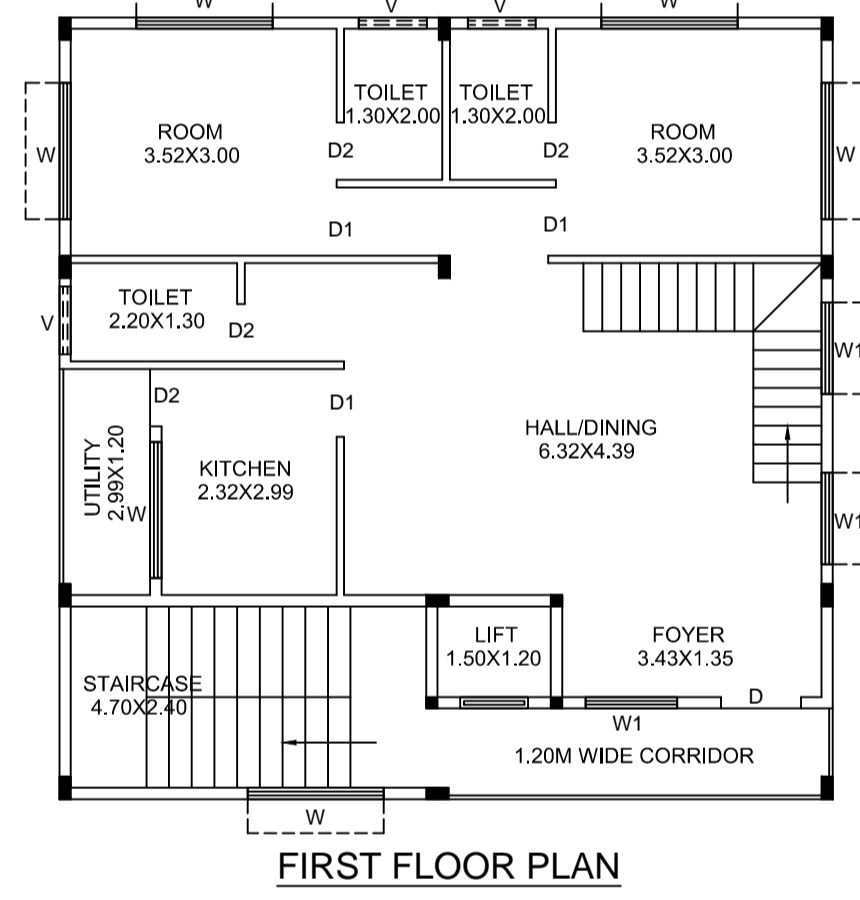 W
V
V
W
TOILET
1.30X2.00
TOILET
1.30X2.00
ROOM
3.52X3.00
ROOM
3.52X3.00
W
D2
D2
W
D1
D1
TOILET
2.20X1.30
V
D2
W1
D2
D1
HALL/DINING
6.32X4.39
UTILITY
2.99X1.20
KITCHEN
2.32X2.99
W
W1
LIFT
1.50X1.20
FOYER
3.43X1.35
STAIRCASE
4.70X2.40
D
W1
1.20M WIDE CORRIDOR
W
FIRST FLOOR PLAN